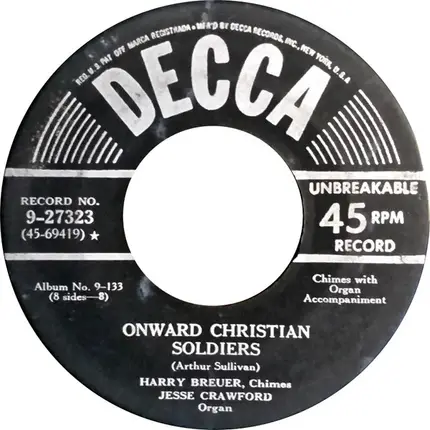 REG. U.S. PAT. OFF. MARCA REGISTRADA • MF'D BY DECCA RECORDS, INC., NEW YORK, U.S.A.
DECCA
RECORD NO.
9-27323
(45-69419) ★
UNBREAKABLE
45 RPM
RECORD
Album No. 9-133
(8 sides—8)
Chimes with
Organ
Accompaniment
ONWARD CHRISTIAN
SOLDIERS
(Arthur Sullivan)
HARRY BREUER, Chimes
JESSE CRAWFORD
Organ